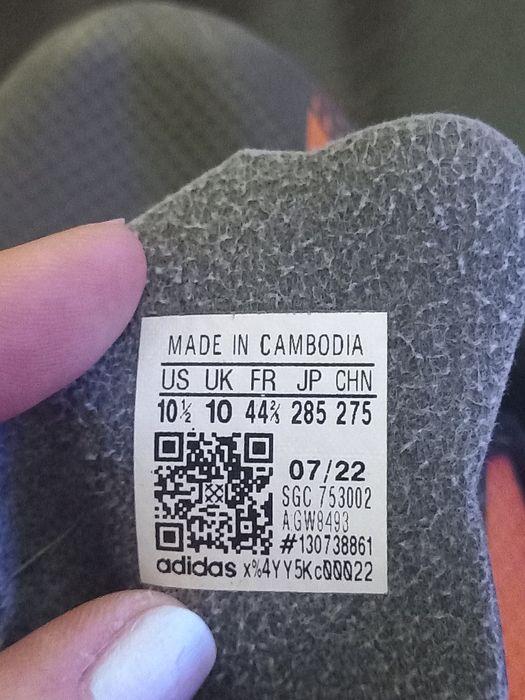 MADE IN CAMBODIA
US UK FR JP CHN
10½ 10 44⅔ 285 275
07/22
SGC 753002
AGW8493
#130738861
adidas x%4YY5Kc00022